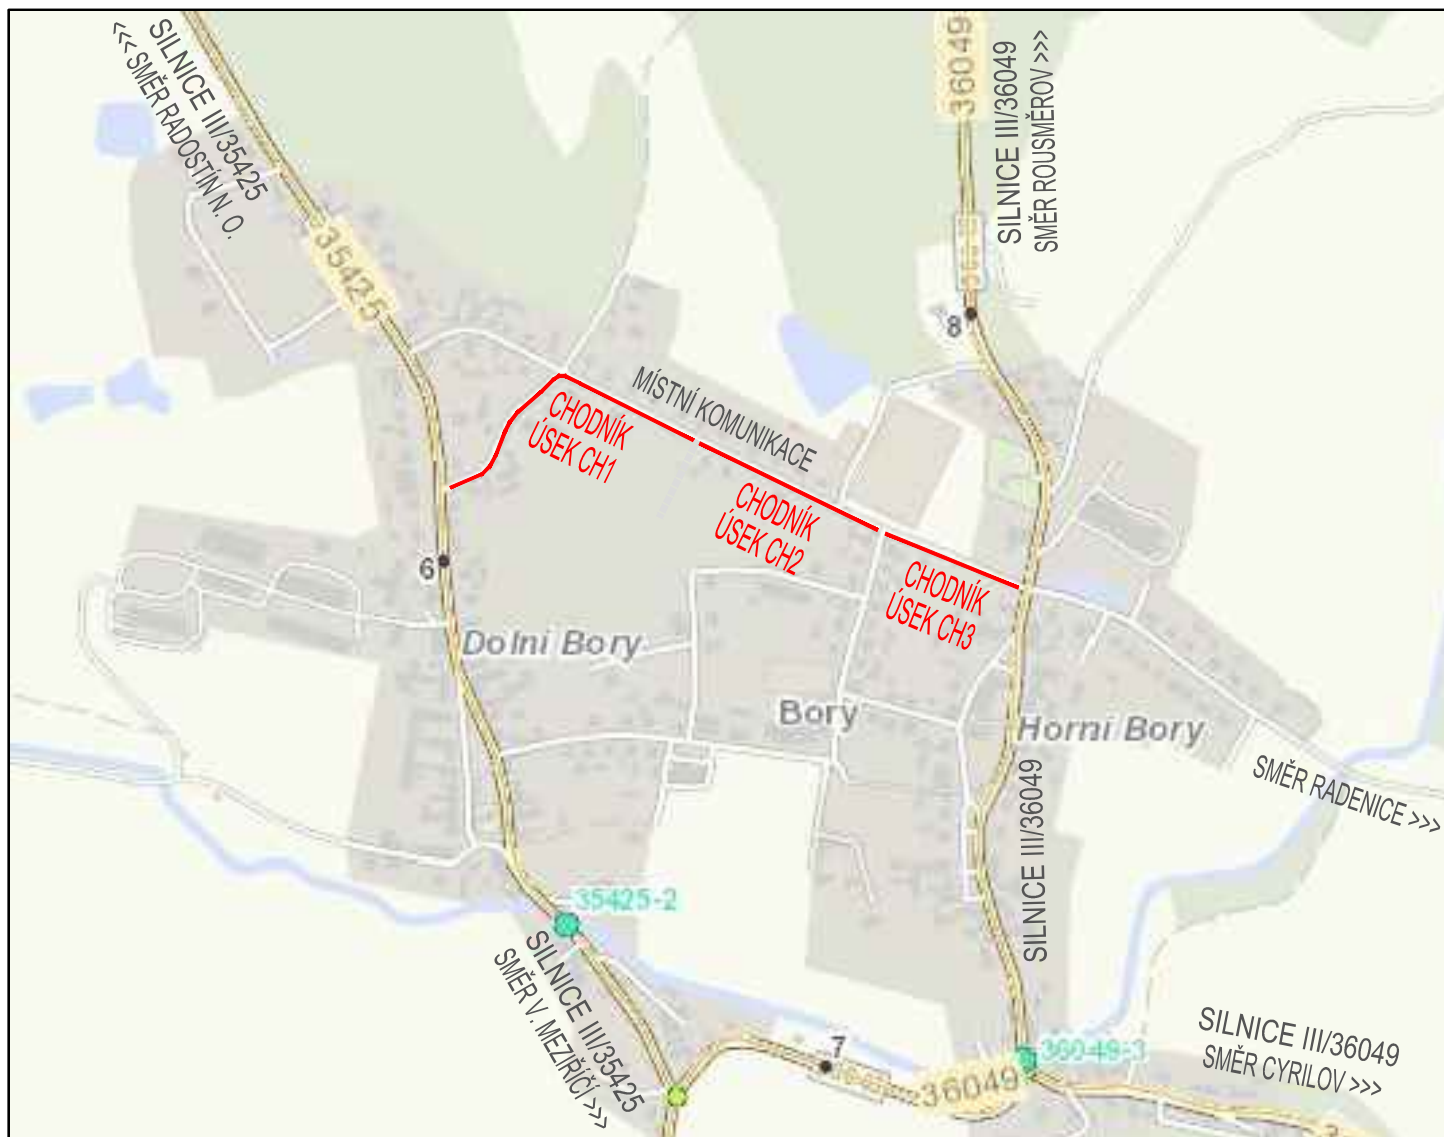 SILNICE III/35425
<<< SMĚR RADOSTÍN N. O.
35425
36049
SILNICE III/36049
SMĚR ROUSMĚROV >>>
8
MÍSTNÍ KOMUNIKACE
CHODNÍK
ÚSEK CH1
CHODNÍK
ÚSEK CH2
CHODNÍK
ÚSEK CH3
6
Dolní Bory
Bory
Horní Bory
SMĚR RADENICE >>>
SILNICE III/36049
35425-2
SILNICE III/35425
SMĚR V. MEZIŘÍČÍ >>>
7
36049
36049-3
SILNICE III/36049
SMĚR CYRILOV >>>